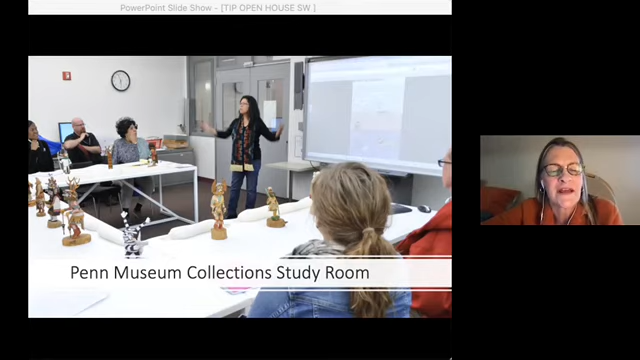 PowerPoint Slide Show - [TIP OPEN HOUSE SW ]
Penn Museum Collections Study Room